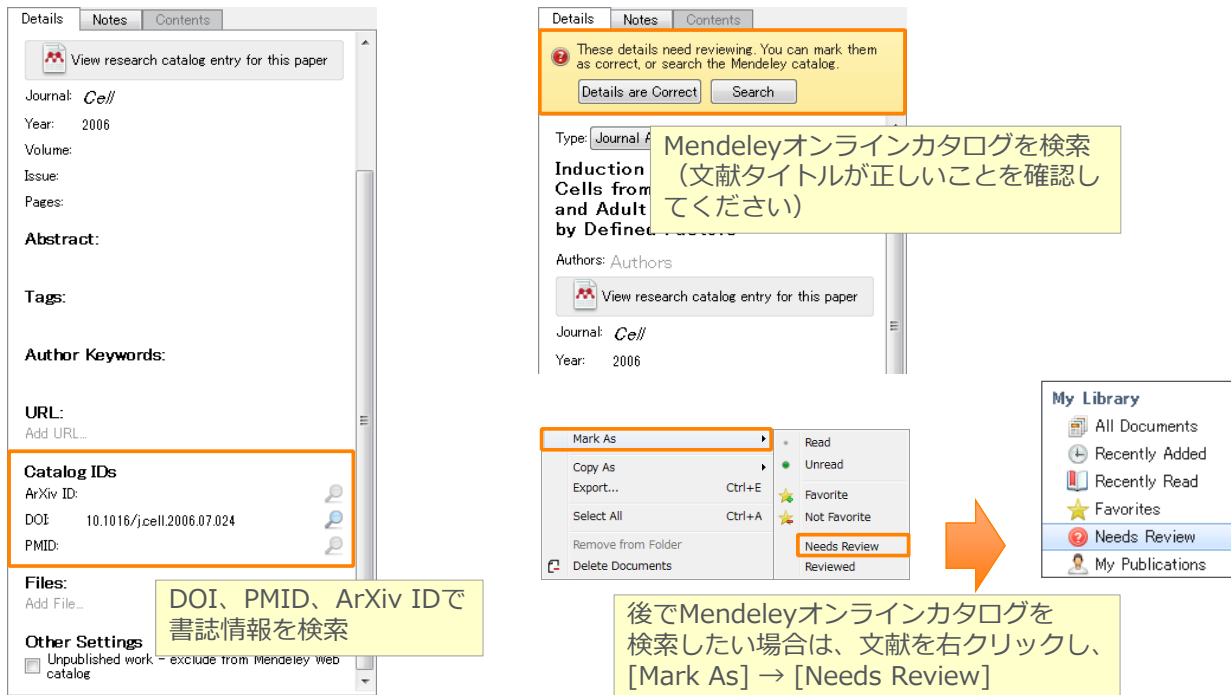 Details Notes Contents
View research catalog entry for this paper
Journal: Cell
Year: 2006
Volume:
Issue:
Pages:
Abstract:
Tags:
Author Keywords:
URL:
Add URL...
Catalog IDs
ArXiv ID:
DOI: 10.1016/j.cell.2006.07.024
PMID:
Files:
Add File...
Other Settings
Unpublished work - exclude from Mendeley Web
catalog
DOI、PMID、ArXiv IDで
書誌情報を検索
Details Notes Contents
These details need reviewing. You can mark them
as correct, or search the Mendeley catalog.
Details are Correct Search
Type: Journal
Mendeleyオンラインカタログを検索
（文献タイトルが正しいことを確認し
てください）
Induction
Cells from
and Adult
by Defined
Authors: Authors
View research catalog entry for this paper
Journal: Cell
Year: 2006
Mark As
Copy As
Export... Ctrl+E
Select All Ctrl+A
Remove from Folder
Delete Documents
Read
Unread
Favorite
Not Favorite
Needs Review
Reviewed
My Library
All Documents
Recently Added
Recently Read
Favorites
Needs Review
My Publications
後でMendeleyオンラインカタログを
検索したい場合は、文献を右クリックし、
[Mark As] → [Needs Review]